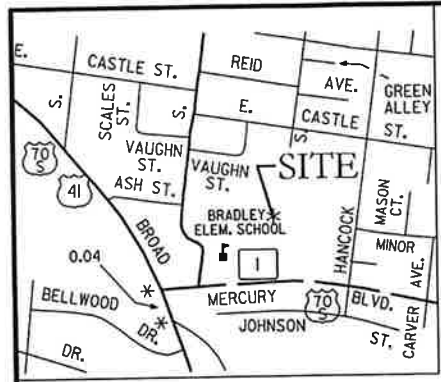 E.
CASTLE ST.
REID
AVE.
GREEN
ALLEY
ST.
S.
SCALES
ST.
S.
E.
CASTLE
S.
VAUGHN
ST.
VAUGHN
ST.
SITE
70
S
41
ASH ST.
BROAD
BRADLEY
ELEM. SCHOOL
HANCOCK
MASON
CT.
MINOR
AVE.
0.04
1
BELLWOOD
DR.
MERCURY
BLVD.
70
S
JOHNSON
ST.
CARVER
DR.